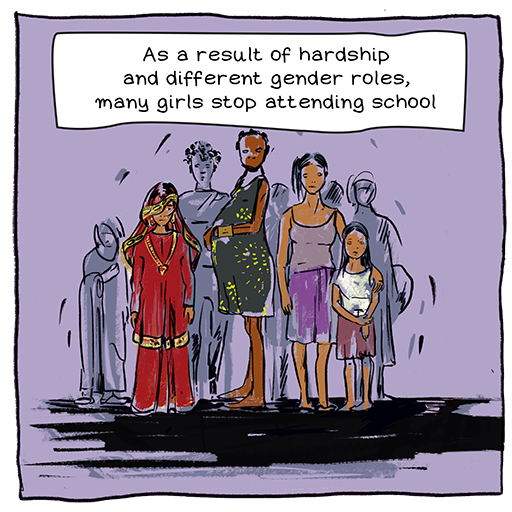 As a result of hardship
and different gender roles,
many girls stop attending school